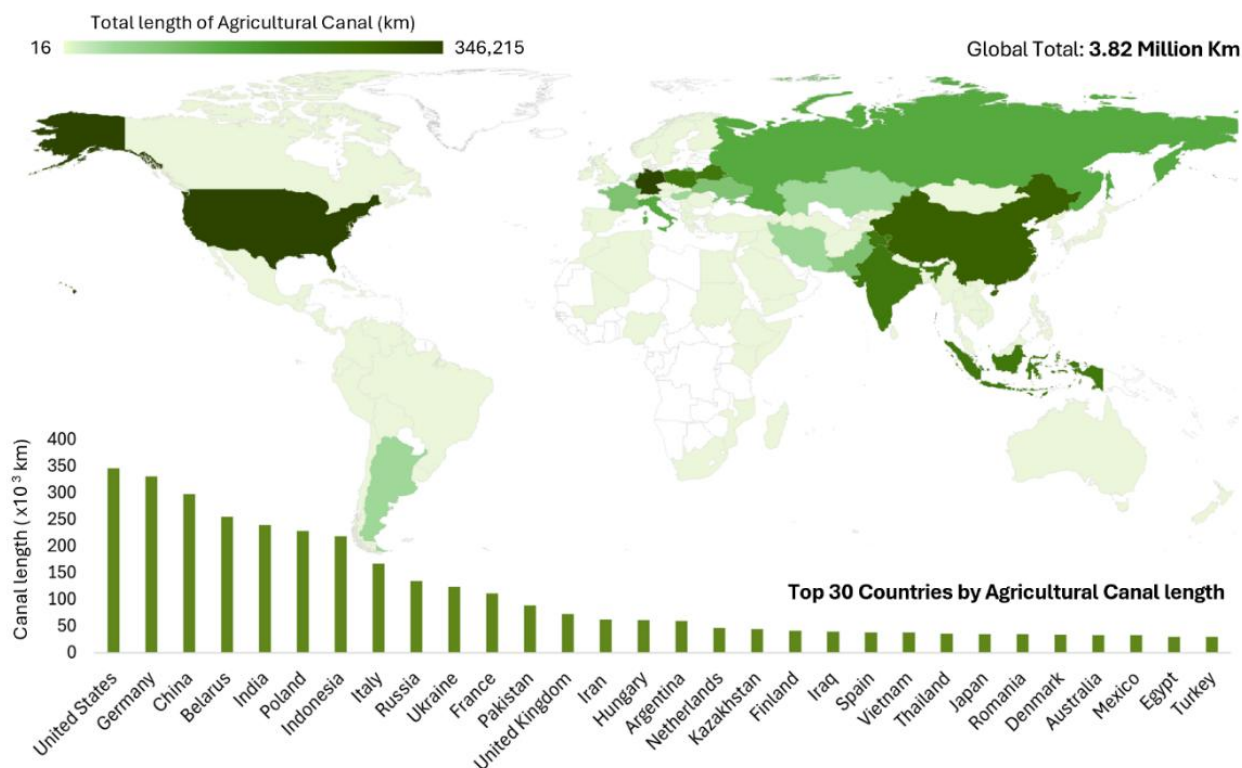 Total length of Agricultural Canal (km)
16 346,215
Global Total: 3.82 Million Km
Canal length (x10 ³ km)
400
350
300
250
200
150
100
50
0
Top 30 Countries by Agricultural Canal length
United States
Germany
China
Belarus
India
Poland
Indonesia
Italy
Russia
Ukraine
France
Pakistan
United Kingdom
Iran
Hungary
Argentina
Netherlands
Kazakhstan
Finland
Iraq
Spain
Vietnam
Thailand
Japan
Romania
Denmark
Australia
Mexico
Egypt
Turkey